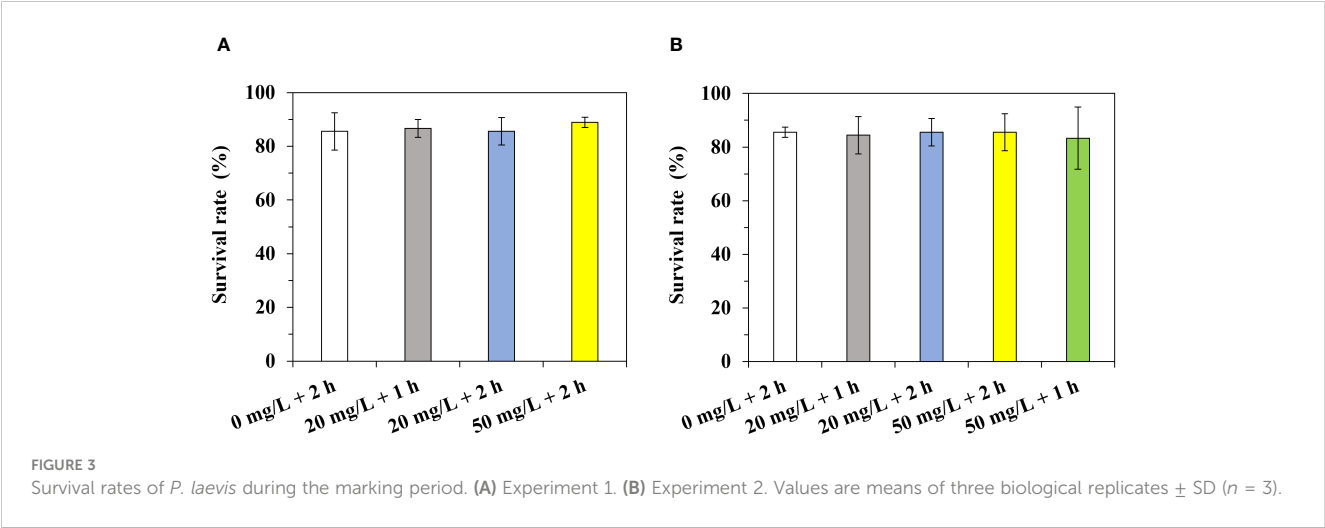 A
B
Survival rate (%)
100
80
60
40
20
0
0 mg/L + 2 h
20 mg/L + 1 h
20 mg/L + 2 h
50 mg/L + 2 h
Survival rate (%)
100
80
60
40
20
0
0 mg/L + 2 h
20 mg/L + 1 h
20 mg/L + 2 h
50 mg/L + 2 h
50 mg/L + 1 h
FIGURE 3
Survival rates of P. laevis during the marking period. (A) Experiment 1. (B) Experiment 2. Values are means of three biological replicates ± SD (n = 3).